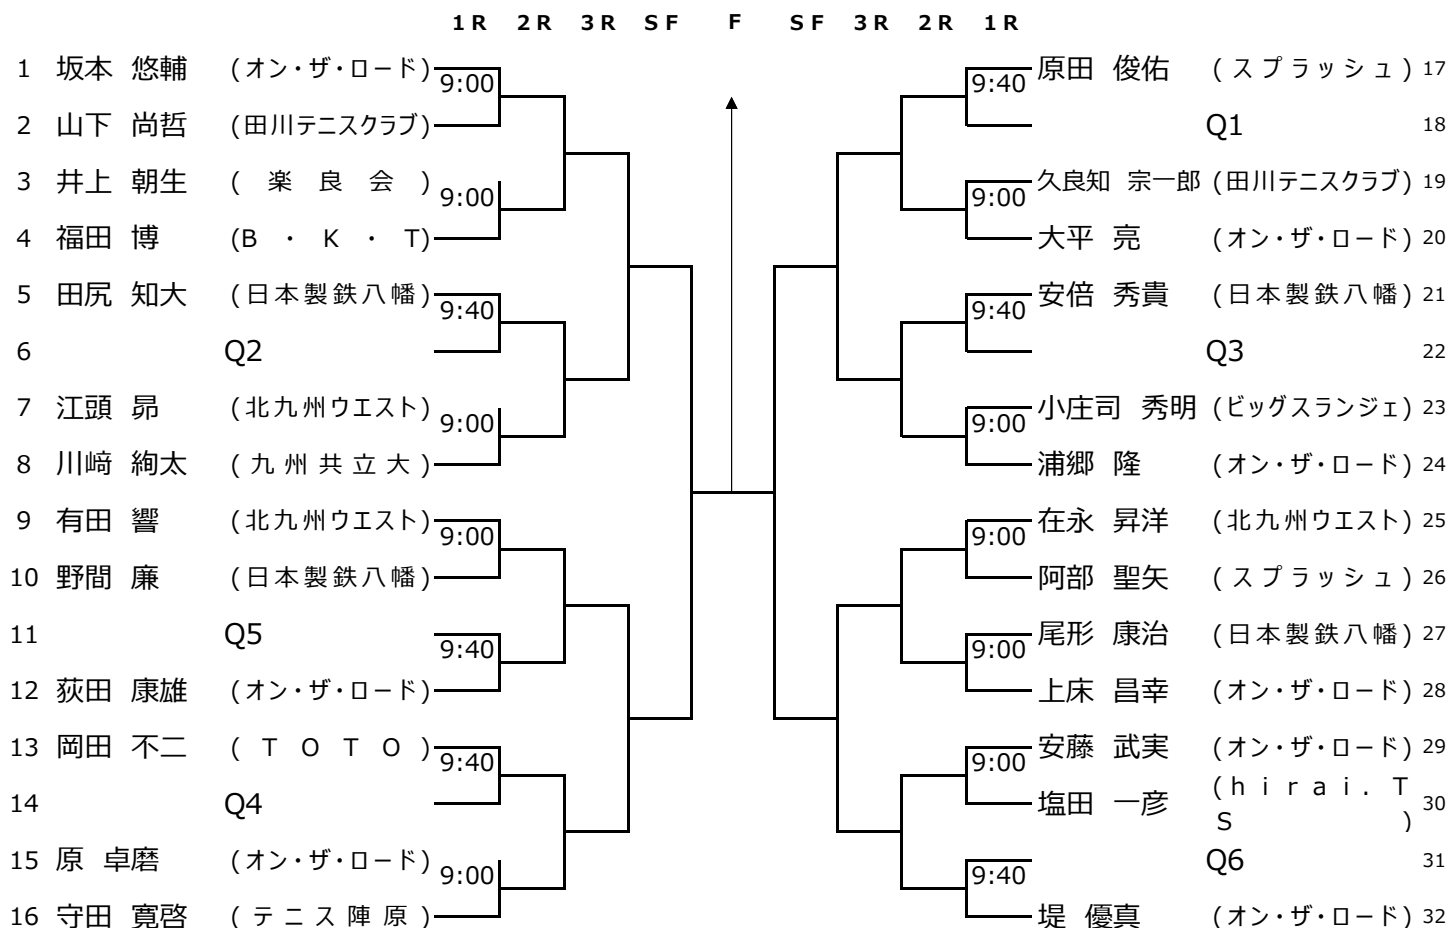 1R 2R 3R SF F SF 3R 2R 1R
1 坂本 悠輔 (オン・ザ・ロード) 9:00 9:40 原田 俊佑 (スプラッシュ) 17
2 山下 尚哲 (田川テニスクラブ) Q1 18
3 井上 朝生 (楽良会) 9:00 9:00 久良知 宗一郎 (田川テニスクラブ) 19
4 福田 博 (B・K・T) 大平 亮 (オン・ザ・ロード) 20
5 田尻 知大 (日本製鉄八幡) 9:40 9:40 安倍 秀貴 (日本製鉄八幡) 21
6 Q2 Q3 22
7 江頭 昴 (北九州ウエスト) 9:00 9:00 小庄司 秀明 (ビッグスランジェ) 23
8 川﨑 絢太 (九州共立大) 浦郷 隆 (オン・ザ・ロード) 24
9 有田 響 (北九州ウエスト) 9:00 9:00 在永 昇洋 (北九州ウエスト) 25
10 野間 廉 (日本製鉄八幡) 阿部 聖矢 (スプラッシュ) 26
11 Q5 9:40 9:00 尾形 康治 (日本製鉄八幡) 27
12 荻田 康雄 (オン・ザ・ロード) 上床 昌幸 (オン・ザ・ロード) 28
13 岡田 不二 (TOTO) 9:40 9:00 安藤 武実 (オン・ザ・ロード) 29
14 Q4 塩田 一彦 (hirai.TS) 30
15 原 卓磨 (オン・ザ・ロード) 9:00 9:40 Q6 31
16 守田 寛啓 (テニス陣原) 堤 優真 (オン・ザ・ロード) 32